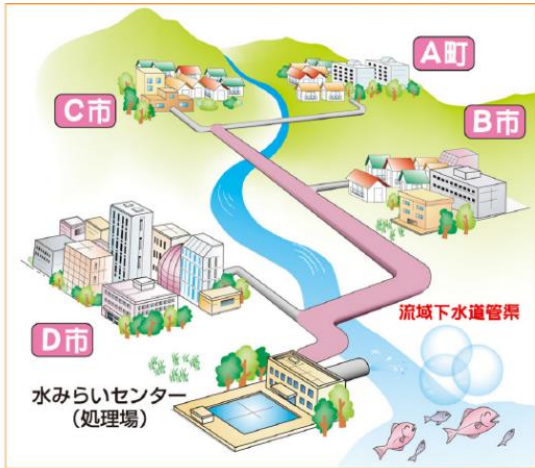 A町
C市
B市
流域下水道管渠
D市
水みらいセンター
(処理場)